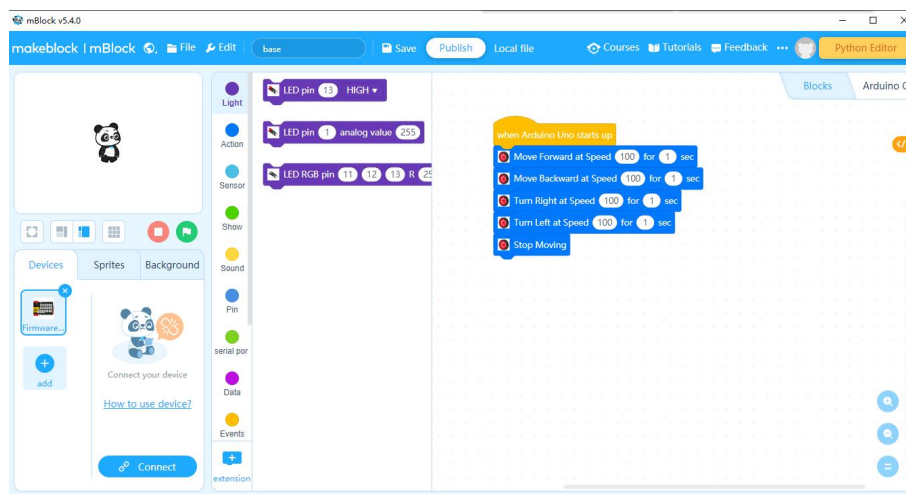 mBlock v5.4.0
makeblock | mBlock File Edit base Save Publish Local file Courses Tutorials Feedback Python Editor
Blocks Arduino C
Light
Action
Sensor
Show
Sound
Pin
serial por
Data
Events
extension
LED pin 13 HIGH
LED pin 1 analog value 255
LED RGB pin 11 12 13 R 25
when Arduino Uno starts up
Move Forward at Speed 100 for 1 sec
Move Backward at Speed 100 for 1 sec
Turn Right at Speed 100 for 1 sec
Turn Left at Speed 100 for 1 sec
Stop Moving
Devices Sprites Background
Firmware...
add
Connect your device
How to use device?
Connect